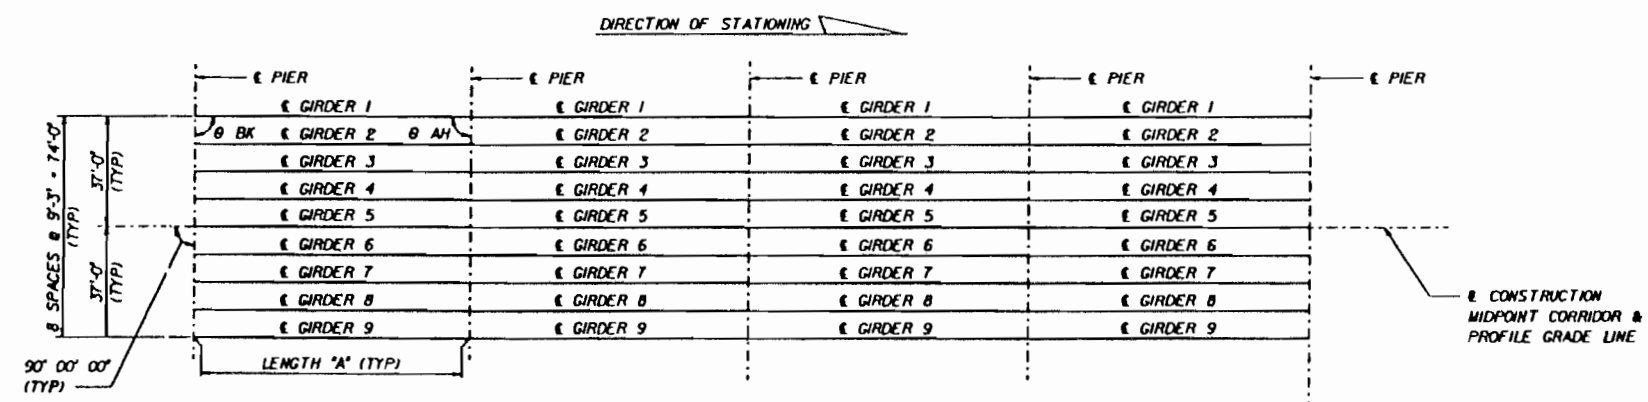 DIRECTION OF STATIONING
℄ PIER ℄ PIER ℄ PIER ℄ PIER ℄ PIER
℄ GIRDER 1 ℄ GIRDER 1 ℄ GIRDER 1 ℄ GIRDER 1
θ BK ℄ GIRDER 2 θ AH ℄ GIRDER 2 ℄ GIRDER 2 ℄ GIRDER 2
℄ GIRDER 3 ℄ GIRDER 3 ℄ GIRDER 3 ℄ GIRDER 3
℄ GIRDER 4 ℄ GIRDER 4 ℄ GIRDER 4 ℄ GIRDER 4
℄ GIRDER 5 ℄ GIRDER 5 ℄ GIRDER 5 ℄ GIRDER 5
℄ GIRDER 6 ℄ GIRDER 6 ℄ GIRDER 6 ℄ GIRDER 6
℄ GIRDER 7 ℄ GIRDER 7 ℄ GIRDER 7 ℄ GIRDER 7
℄ GIRDER 8 ℄ GIRDER 8 ℄ GIRDER 8 ℄ GIRDER 8
℄ GIRDER 9 ℄ GIRDER 9 ℄ GIRDER 9 ℄ GIRDER 9
8 SPACES @ 9'-3" = 74'-0"
(TYP)
37'-0"
(TYP)
37'-0"
(TYP)
90° 00' 00"
(TYP)
LENGTH "A" (TYP)
CONSTRUCTION
MIDPOINT CORRIDOR &
PROFILE GRADE LINE